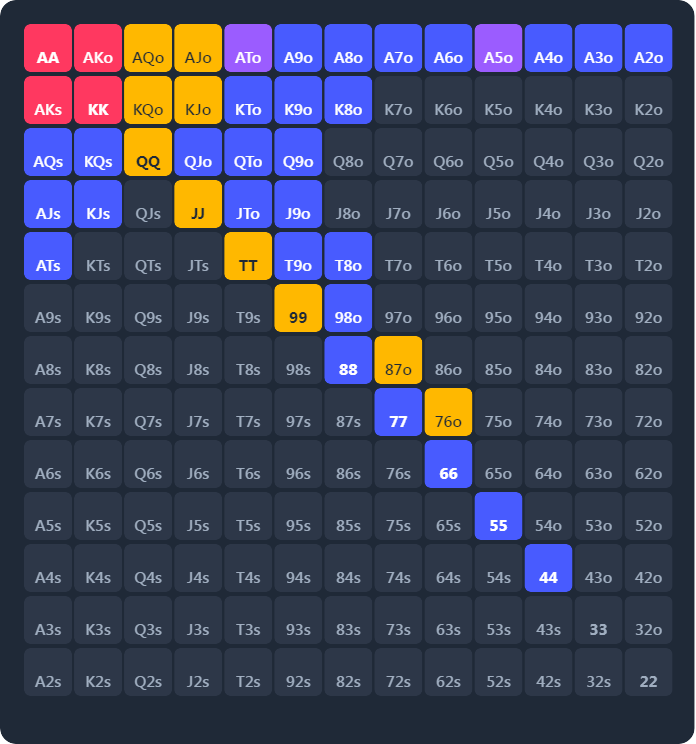 AA AKo AQo AJo ATo A9o A8o A7o A6o A5o A4o A3o A2o
AKs KK KQo KJo KTo K9o K8o K7o K6o K5o K4o K3o K2o
AQs KQs QQ QJo QTo Q9o Q8o Q7o Q6o Q5o Q4o Q3o Q2o
AJs KJs QJs JJ JTo J9o J8o J7o J6o J5o J4o J3o J2o
ATs KTs QTs JTs TT T9o T8o T7o T6o T5o T4o T3o T2o
A9s K9s Q9s J9s T9s 99 98o 97o 96o 95o 94o 93o 92o
A8s K8s Q8s J8s T8s 98s 88 87o 86o 85o 84o 83o 82o
A7s K7s Q7s J7s T7s 97s 87s 77 76o 75o 74o 73o 72o
A6s K6s Q6s J6s T6s 96s 86s 76s 66 65o 64o 63o 62o
A5s K5s Q5s J5s T5s 95s 85s 75s 65s 55 54o 53o 52o
A4s K4s Q4s J4s T4s 94s 84s 74s 64s 54s 44 43o 42o
A3s K3s Q3s J3s T3s 93s 83s 73s 63s 53s 43s 33 32o
A2s K2s Q2s J2s T2s 92s 82s 72s 62s 52s 42s 32s 22